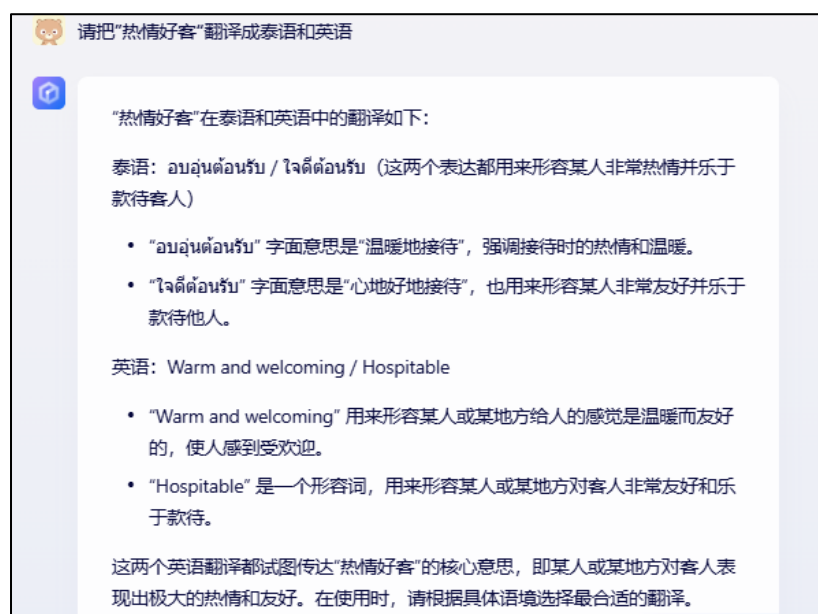 请把”热情好客“翻译成泰语和英语
“热情好客”在泰语和英语中的翻译如下：
泰语：อบอุ่นต้อนรับ / ใจดีต้อนรับ（这两个表达都用来形容某人非常热情并乐于
款待客人）
• “อบอุ่นต้อนรับ” 字面意思是“温暖地接待”，强调接待时的热情和温暖。
• “ใจดีต้อนรับ” 字面意思是“心地好地接待”，也用来形容某人非常友好并乐于
款待他人。
英语：Warm and welcoming / Hospitable
• “Warm and welcoming” 用来形容某人或某地方给人的感觉是温暖而友好
的，使人感到受欢迎。
• “Hospitable” 是一个形容词，用来形容某人或某地方对客人非常友好和乐
于款待。
这两个英语翻译都试图传达“热情好客”的核心意思，即某人或某地方对客人表
现出极大的热情和友好。在使用时，请根据具体语境选择最合适的翻译。